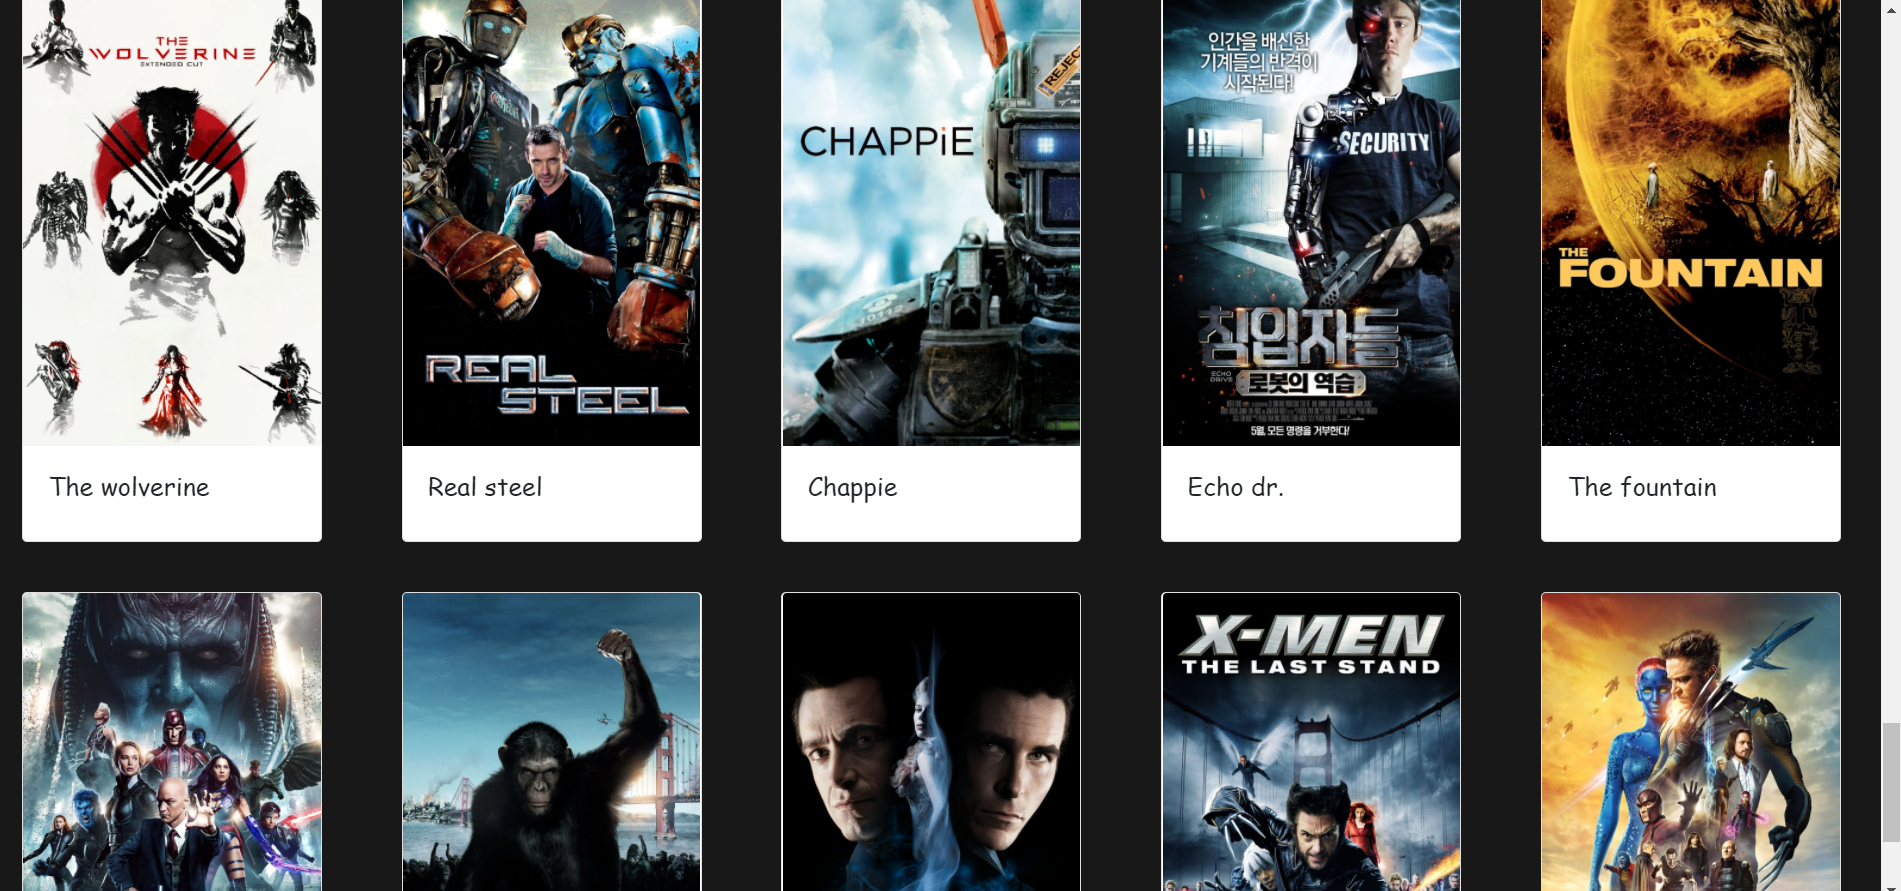 THE
WOLVERINE
EXTENDED CUT
REAL
STEEL
CHAPPiE
REJEC
10112
인간을 배신한
기계들의 반격이
시작된다!
SECURITY
침입자들
ECHO
DRIVE
로봇의 역습
5월, 모든 명령을 거부한다!
THE
FOUNTAIN
The wolverine
Real steel
Chappie
Echo dr.
The fountain
X-MEN
THE LAST STAND